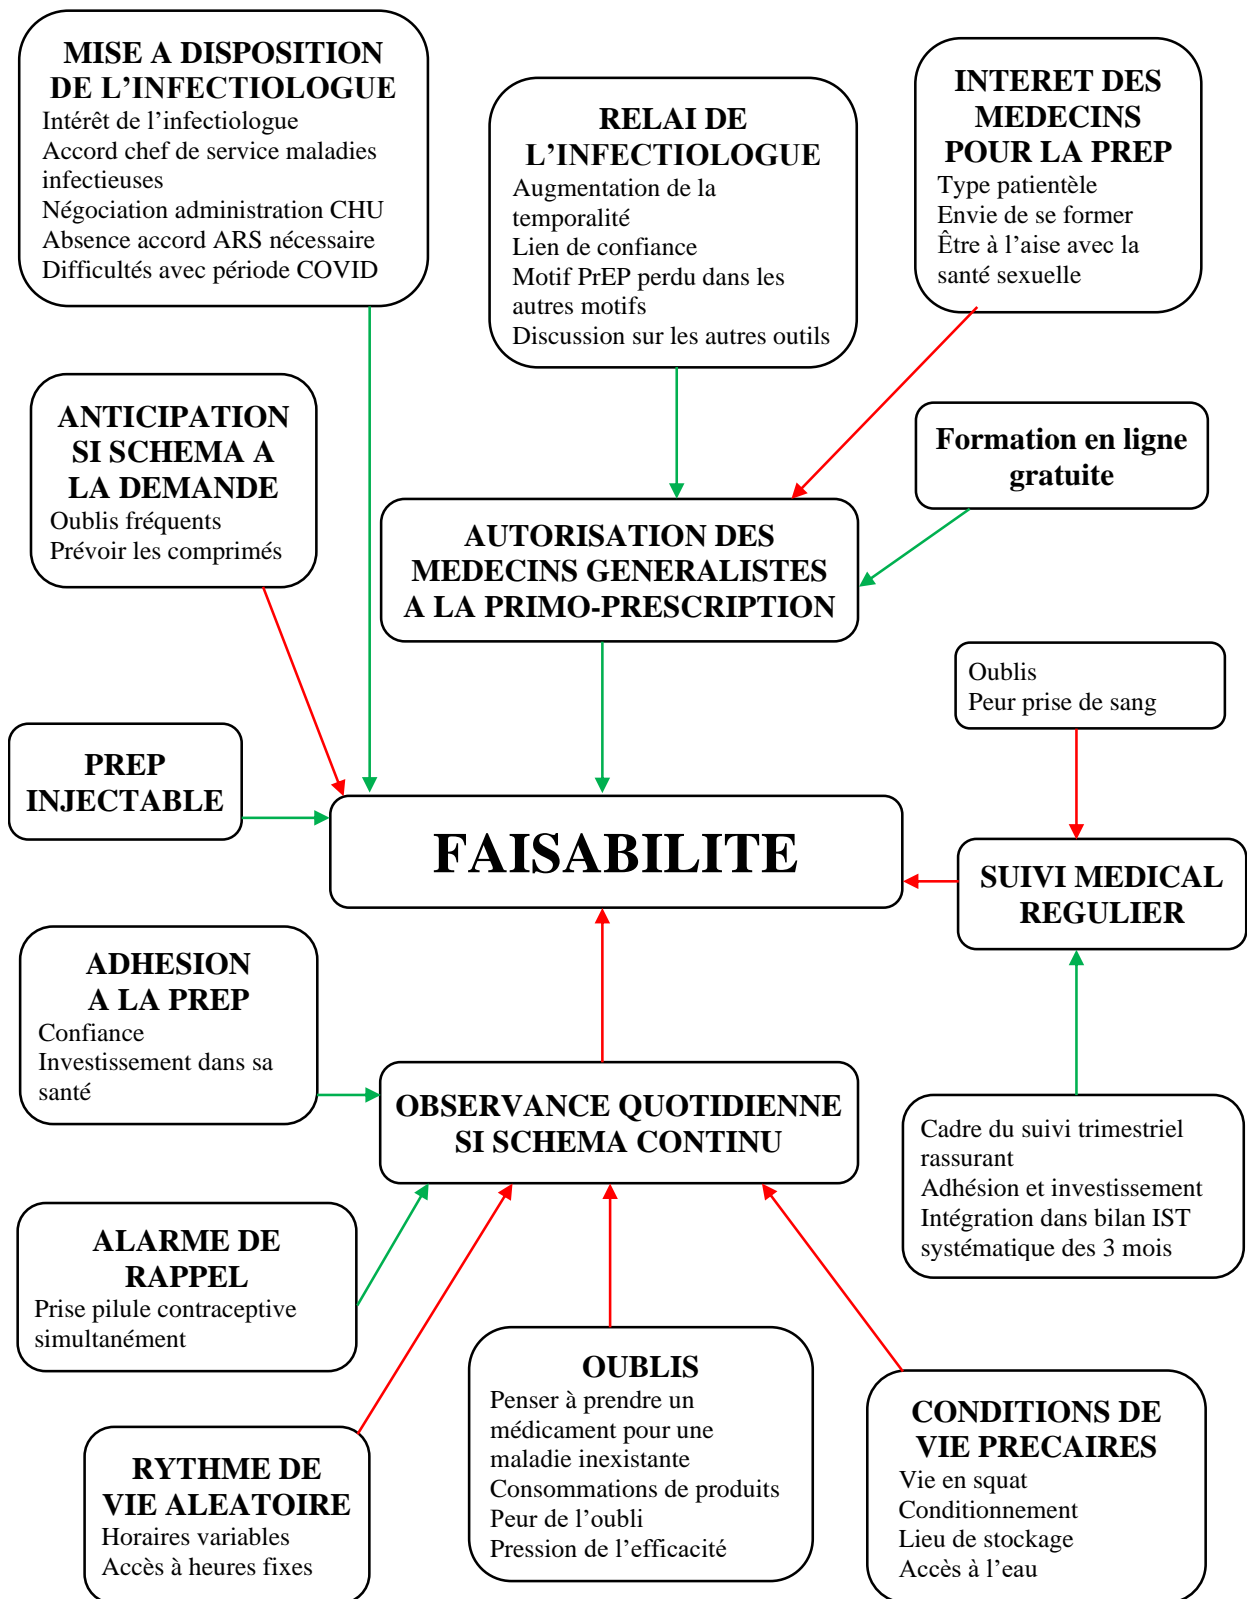 MISE A DISPOSITION
DE L’INFECTIOLOGUE
Intérêt de l’infectiologue
Accord chef de service maladies
infectieuses
Négociation administration CHU
Absence accord ARS nécessaire
Difficultés avec période COVID
RELAI DE
L’INFECTIOLOGUE
Augmentation de la
temporalité
Lien de confiance
Motif PrEP perdu dans les
autres motifs
Discussion sur les autres outils
INTERET DES
MEDECINS
POUR LA PREP
Type patientèle
Envie de se former
Être à l’aise avec la
santé sexuelle
ANTICIPATION
SI SCHEMA A
LA DEMANDE
Oublis fréquents
Prévoir les comprimés
Formation en ligne
gratuite
AUTORISATION DES
MEDECINS GENERALISTES
A LA PRIMO-PRESCRIPTION
Oublis
Peur prise de sang
PREP
INJECTABLE
FAISABILITE
SUIVI MEDICAL
REGULIER
ADHESION
A LA PREP
Confiance
Investissement dans sa
santé
OBSERVANCE QUOTIDIENNE
SI SCHEMA CONTINU
Cadre du suivi trimestriel
rassurant
Adhésion et investissement
Intégration dans bilan IST
systématique des 3 mois
ALARME DE
RAPPEL
Prise pilule contraceptive
simultanément
OUBLIS
Penser à prendre un
médicament pour une
maladie inexistante
Consommations de produits
Peur de l’oubli
Pression de l’efficacité
CONDITIONS DE
VIE PRECAIRES
Vie en squat
Conditionnement
Lieu de stockage
Accès à l’eau
RYTHME DE
VIE ALEATOIRE
Horaires variables
Accès à heures fixes